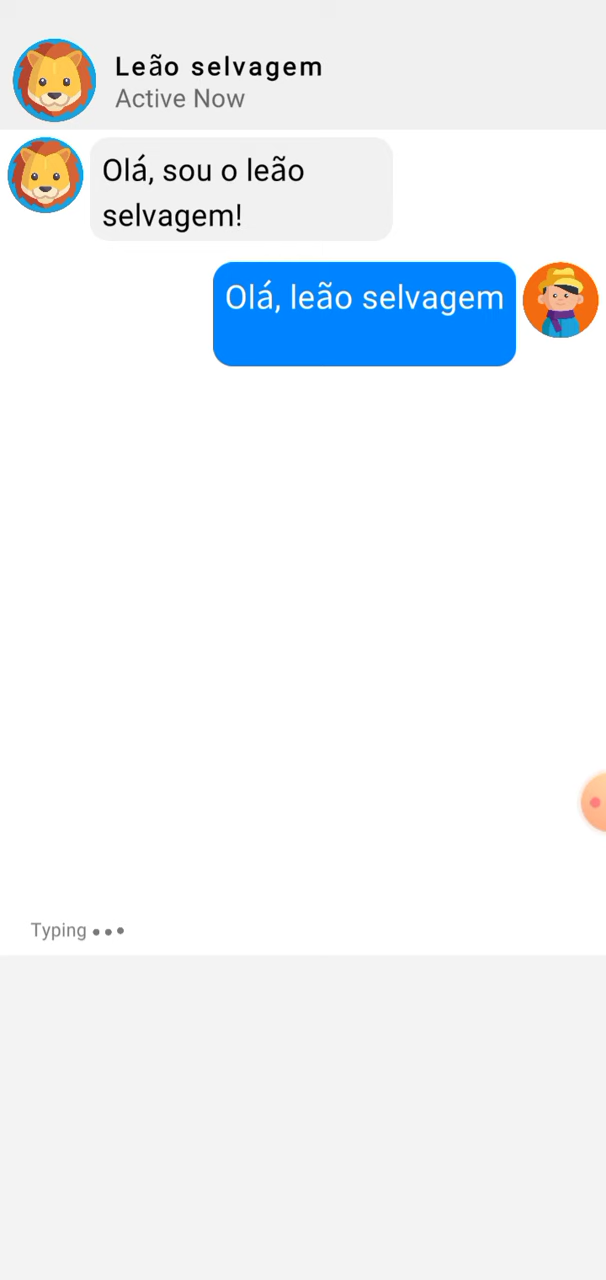 Leão selvagem
Active Now
Olá, sou o leão
selvagem!
Olá, leão selvagem
Typing